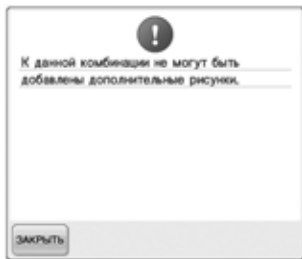 К данной комбинации не могут быть
добавлены дополнительные рисунки.
ЗАКРЫТЬ